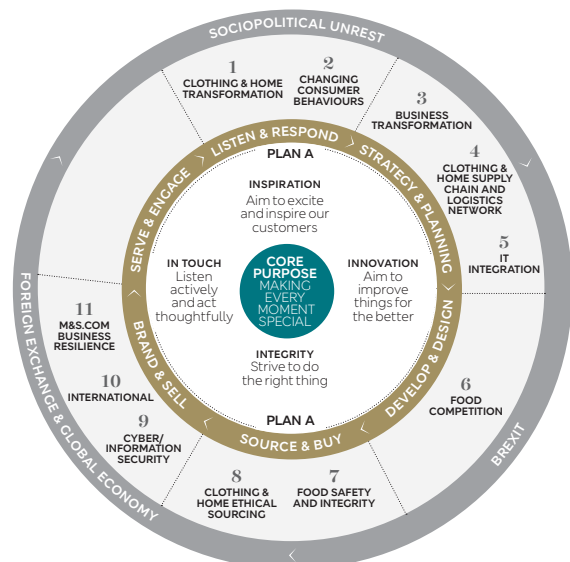 SOCIOPOLITICAL UNREST
1
CLOTHING & HOME
TRANSFORMATION
2
CHANGING
CONSUMER
BEHAVIOURS
3
BUSINESS
TRANSFORMATION
4
CLOTHING &
HOME SUPPLY
CHAIN AND
LOGISTICS
NETWORK
5
IT
INTEGRATION
6
FOOD
COMPETITION
BREXIT
7
FOOD SAFETY
AND INTEGRITY
8
CLOTHING &
HOME ETHICAL
SOURCING
9
CYBER/
INFORMATION
SECURITY
10
INTERNATIONAL
11
M&S.COM
BUSINESS
RESILIENCE
FOREIGN EXCHANGE & GLOBAL ECONOMY
LISTEN & RESPOND
STRATEGY & PLANNING
DEVELOP & DESIGN
SOURCE & BUY
BRAND & SELL
SERVE & ENGAGE
PLAN A
INSPIRATION
Aim to excite
and inspire our
customers
IN TOUCH
Listen
actively
and act
thoughtfully
CORE
PURPOSE
MAKING
EVERY
MOMENT
SPECIAL
INNOVATION
Aim to
improve
things for
the better
INTEGRITY
Strive to do
the right thing
PLAN A